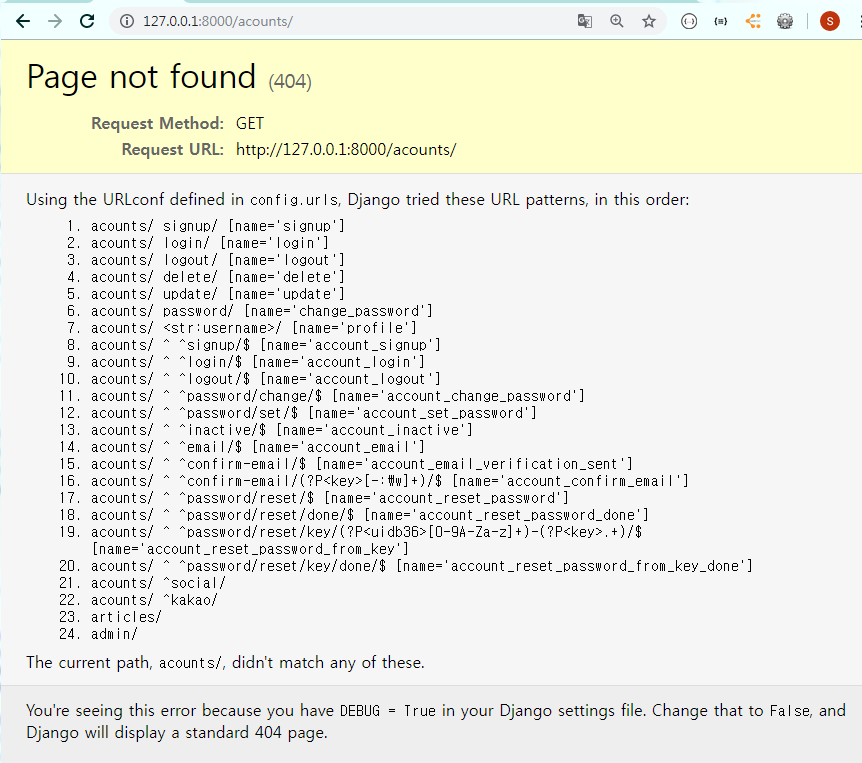 127.0.0.1:8000/acounts/
S
Page not found (404)
Request Method: GET
Request URL: http://127.0.0.1:8000/acounts/
Using the URLconf defined in config.urls, Django tried these URL patterns, in this order:
1. acounts/ signup/ [name='signup']
2. acounts/ login/ [name='login']
3. acounts/ logout/ [name='logout']
4. acounts/ delete/ [name='delete']
5. acounts/ update/ [name='update']
6. acounts/ password/ [name='change_password']
7. acounts/ <str:username>/ [name='profile']
8. acounts/ ^ ^signup/$ [name='account_signup']
9. acounts/ ^ ^login/$ [name='account_login']
10. acounts/ ^ ^logout/$ [name='account_logout']
11. acounts/ ^ ^password/change/$ [name='account_change_password']
12. acounts/ ^ ^password/set/$ [name='account_set_password']
13. acounts/ ^ ^inactive/$ [name='account_inactive']
14. acounts/ ^ ^email/$ [name='account_email']
15. acounts/ ^ ^confirm-email/$ [name='account_email_verification_sent']
16. acounts/ ^ ^confirm-email/(?P<key>[-:₩w]+)/$ [name='account_confirm_email']
17. acounts/ ^ ^password/reset/$ [name='account_reset_password']
18. acounts/ ^ ^password/reset/done/$ [name='account_reset_password_done']
19. acounts/ ^ ^password/reset/key/(?P<uidb36>[0-9A-Za-z]+)-(?P<key>.+)/$
[name='account_reset_password_from_key']
20. acounts/ ^ ^password/reset/key/done/$ [name='account_reset_password_from_key_done']
21. acounts/ ^social/
22. acounts/ ^kakao/
23. articles/
24. admin/
The current path, acounts/, didn't match any of these.
You're seeing this error because you have DEBUG = True in your Django settings file. Change that to False, and
Django will display a standard 404 page.